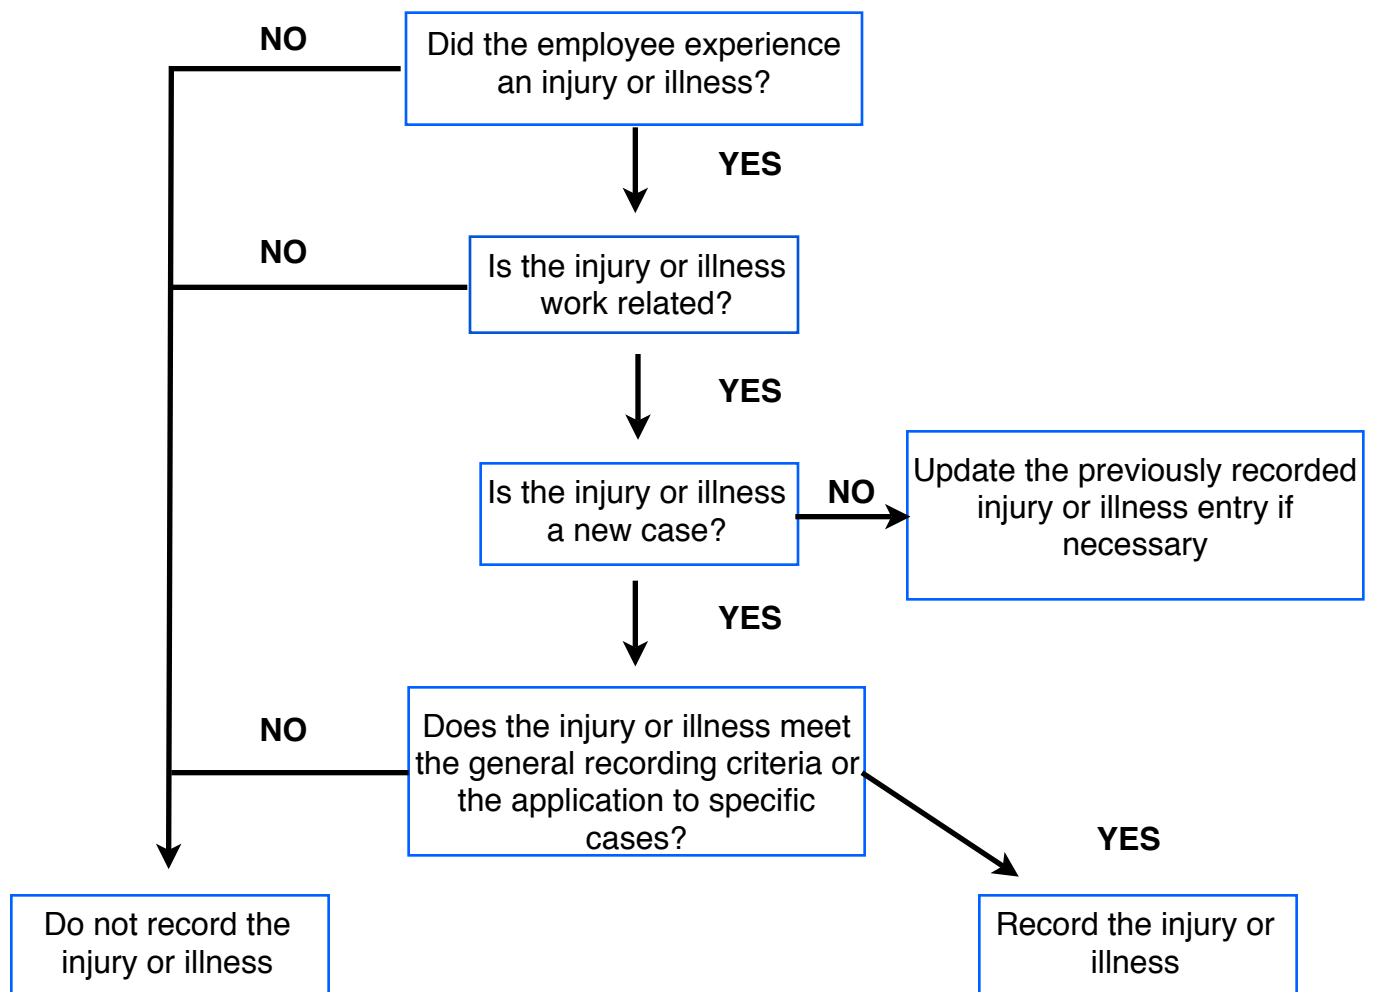 NO
Did the employee experience
an injury or illness?
YES
NO
Is the injury or illness
work related?
YES
Is the injury or illness
a new case?
NO
Update the previously recorded
injury or illness entry if
necessary
YES
NO
Does the injury or illness meet
the general recording criteria or
the application to specific
cases?
YES
Do not record the
injury or illness
Record the injury or
illness